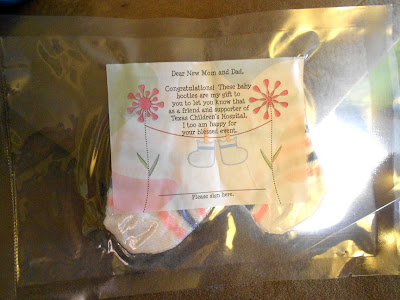 Dear New Mom and Dad,
Congratulations! These baby
booties are my gift to
you to let you know that
as a friend and supporter of
Texas Children's Hospital,
I too am happy for
your blessed event.
Please sign here.